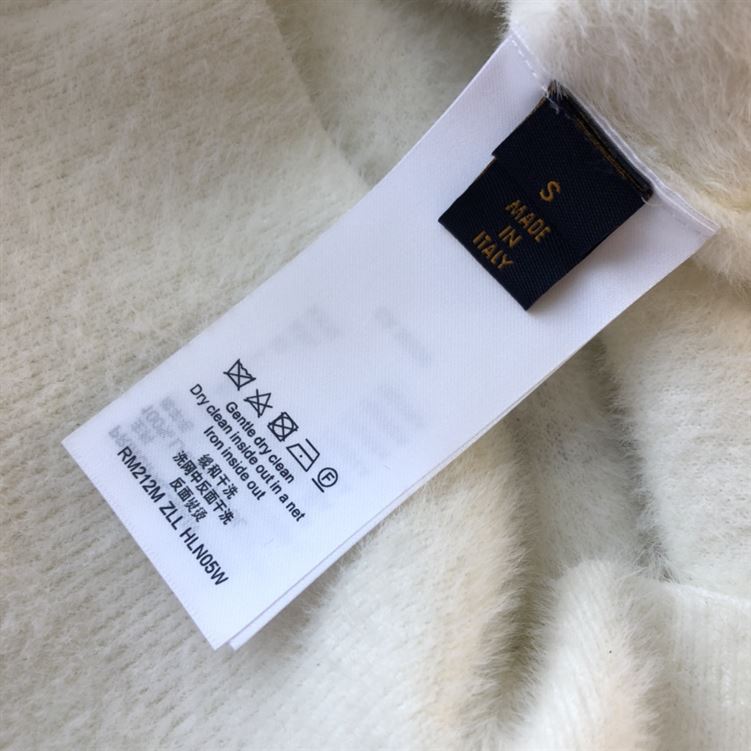 S
MADE
IN
ITALY
Gentle dry clean
Dry clean inside out in a net
Iron inside out
缓和干洗
洗网中反面干洗
反面熨烫
RM212M ZLL HLN05W